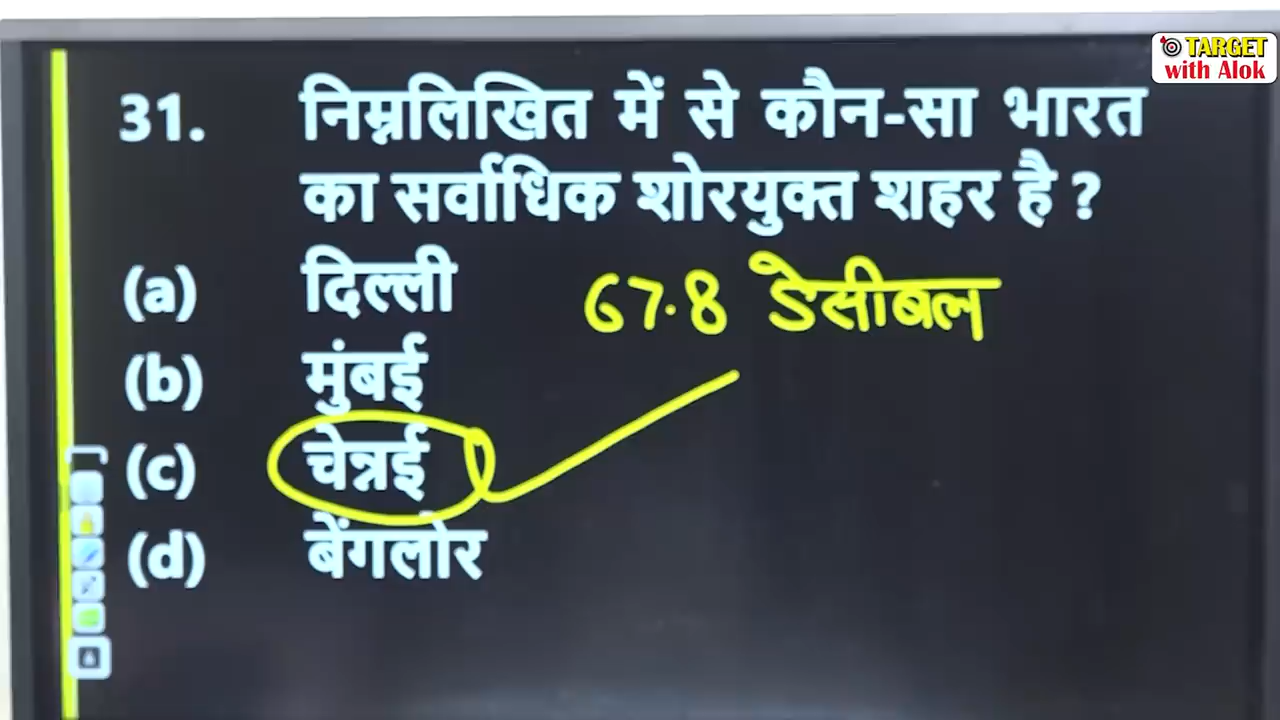 TARGET
with Alok
31. निम्नलिखित में से कौन-सा भारत
का सर्वाधिक शोरयुक्त शहर है ?
(a) दिल्ली
67.8 डेसीबल
(b) मुंबई
(c) चेन्नई
(d) बेंगलोर